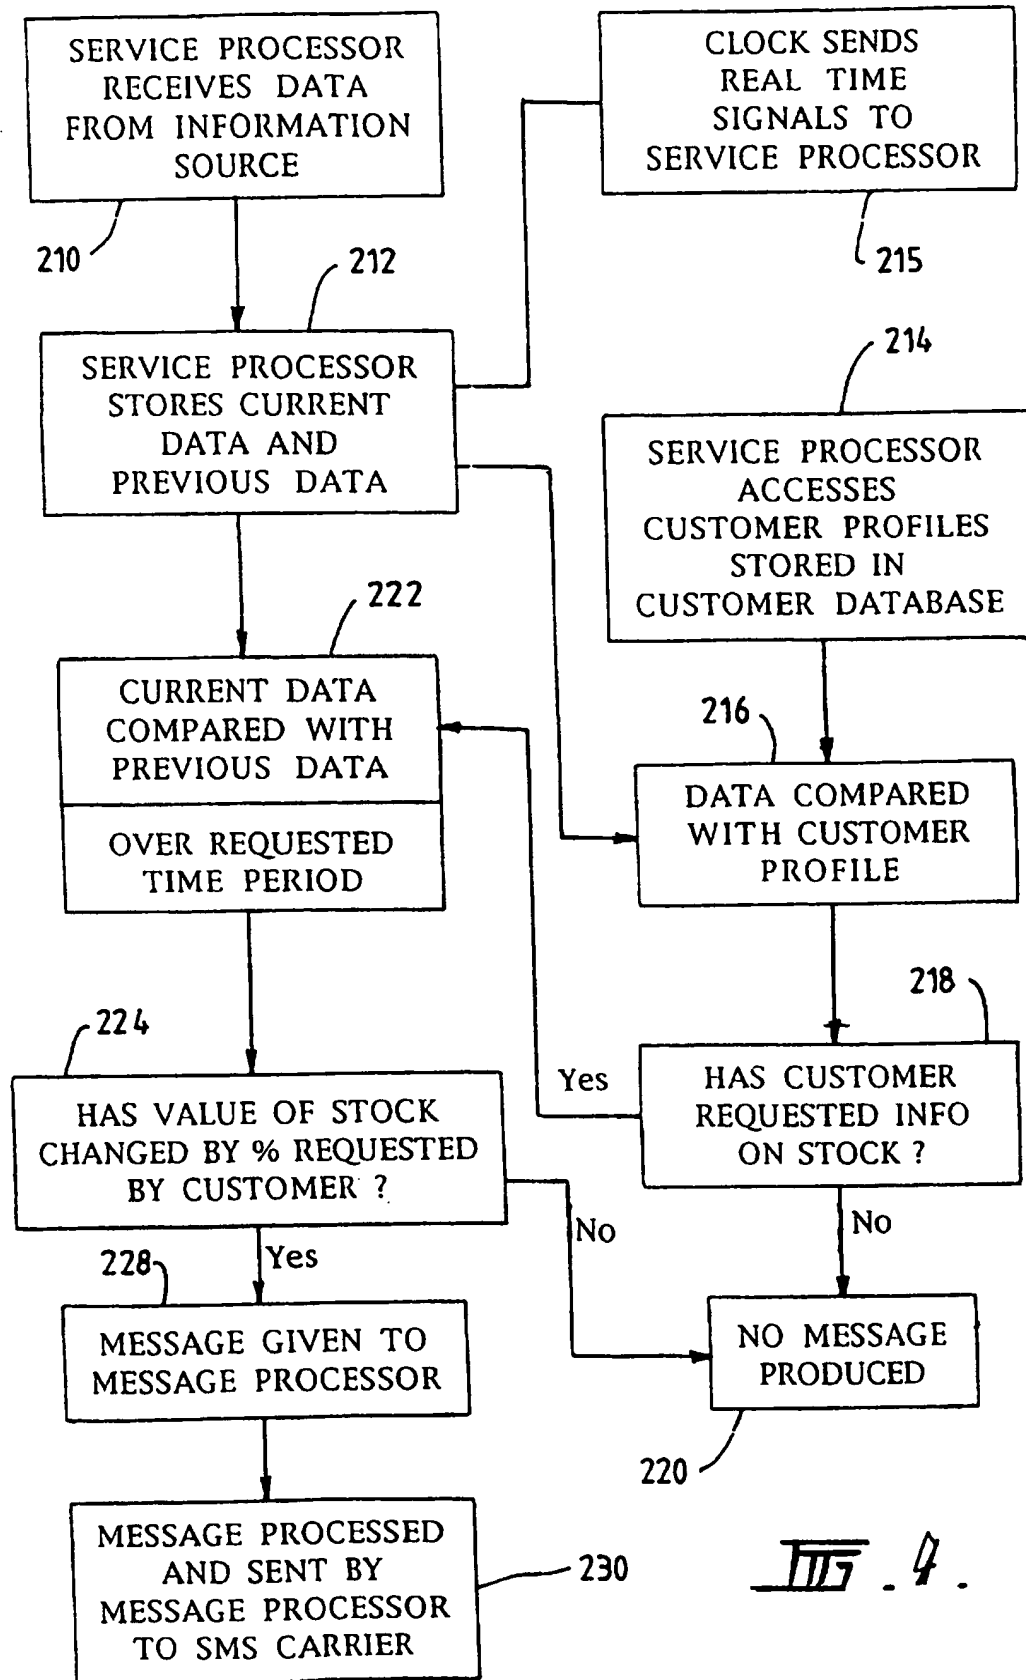 SERVICE PROCESSOR
RECEIVES DATA
FROM INFORMATION
SOURCE
210
CLOCK SENDS
REAL TIME
SIGNALS TO
SERVICE PROCESSOR
215
212
SERVICE PROCESSOR
STORES CURRENT
DATA AND
PREVIOUS DATA
214
SERVICE PROCESSOR
ACCESSES
CUSTOMER PROFILES
STORED IN
CUSTOMER DATABASE
222
CURRENT DATA
COMPARED WITH
PREVIOUS DATA
OVER REQUESTED
TIME PERIOD
216
DATA COMPARED
WITH CUSTOMER
PROFILE
218
HAS CUSTOMER
REQUESTED INFO
ON STOCK ?
Yes
No
224
HAS VALUE OF STOCK
CHANGED BY % REQUESTED
BY CUSTOMER ?
No
Yes
228
MESSAGE GIVEN TO
MESSAGE PROCESSOR
NO MESSAGE
PRODUCED
220
MESSAGE PROCESSED
AND SENT BY
MESSAGE PROCESSOR
TO SMS CARRIER
230
FIG.